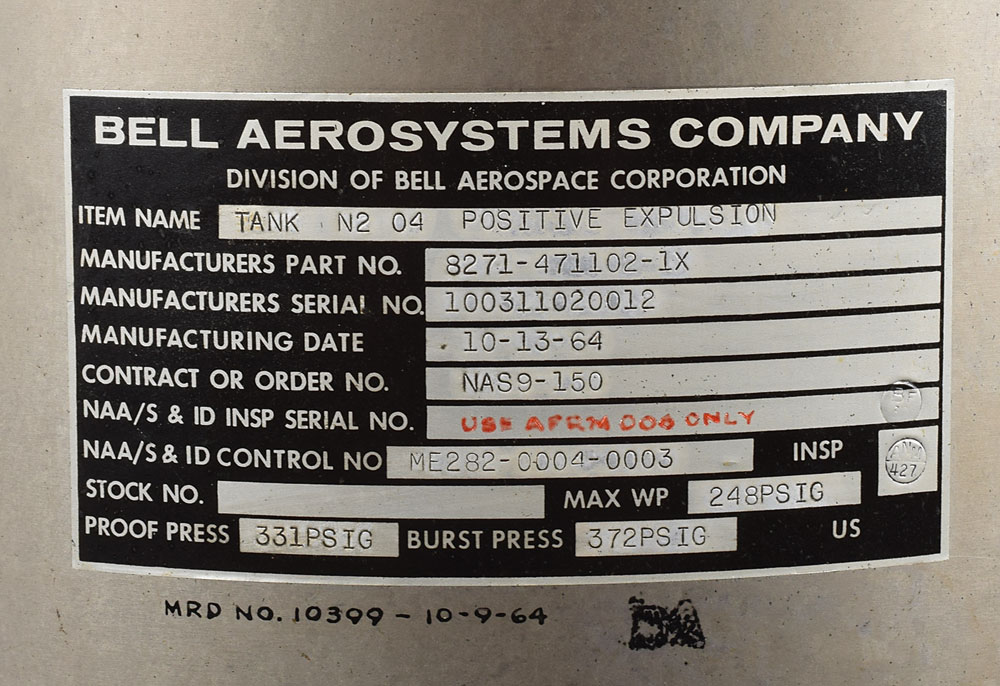 BELL AEROSYSTEMS COMPANY
DIVISION OF BELL AEROSPACE CORPORATION
ITEM NAME TANK N2 04 POSITIVE EXPULSION
MANUFACTURERS PART NO. 8271-471102-1X
MANUFACTURERS SERIAL NO. 100311020012
MANUFACTURING DATE 10-13-64
CONTRACT OR ORDER NO. NAS9-150
NAA/S & ID INSP SERIAL NO. USE AFRM 006 ONLY
NAA/S & ID CONTROL NO ME282-0004-0003 INSP 427
STOCK NO. MAX WP 248PSIG
PROOF PRESS 331PSIG BURST PRESS 372PSIG US
MRD NO. 10399 - 10-9-64